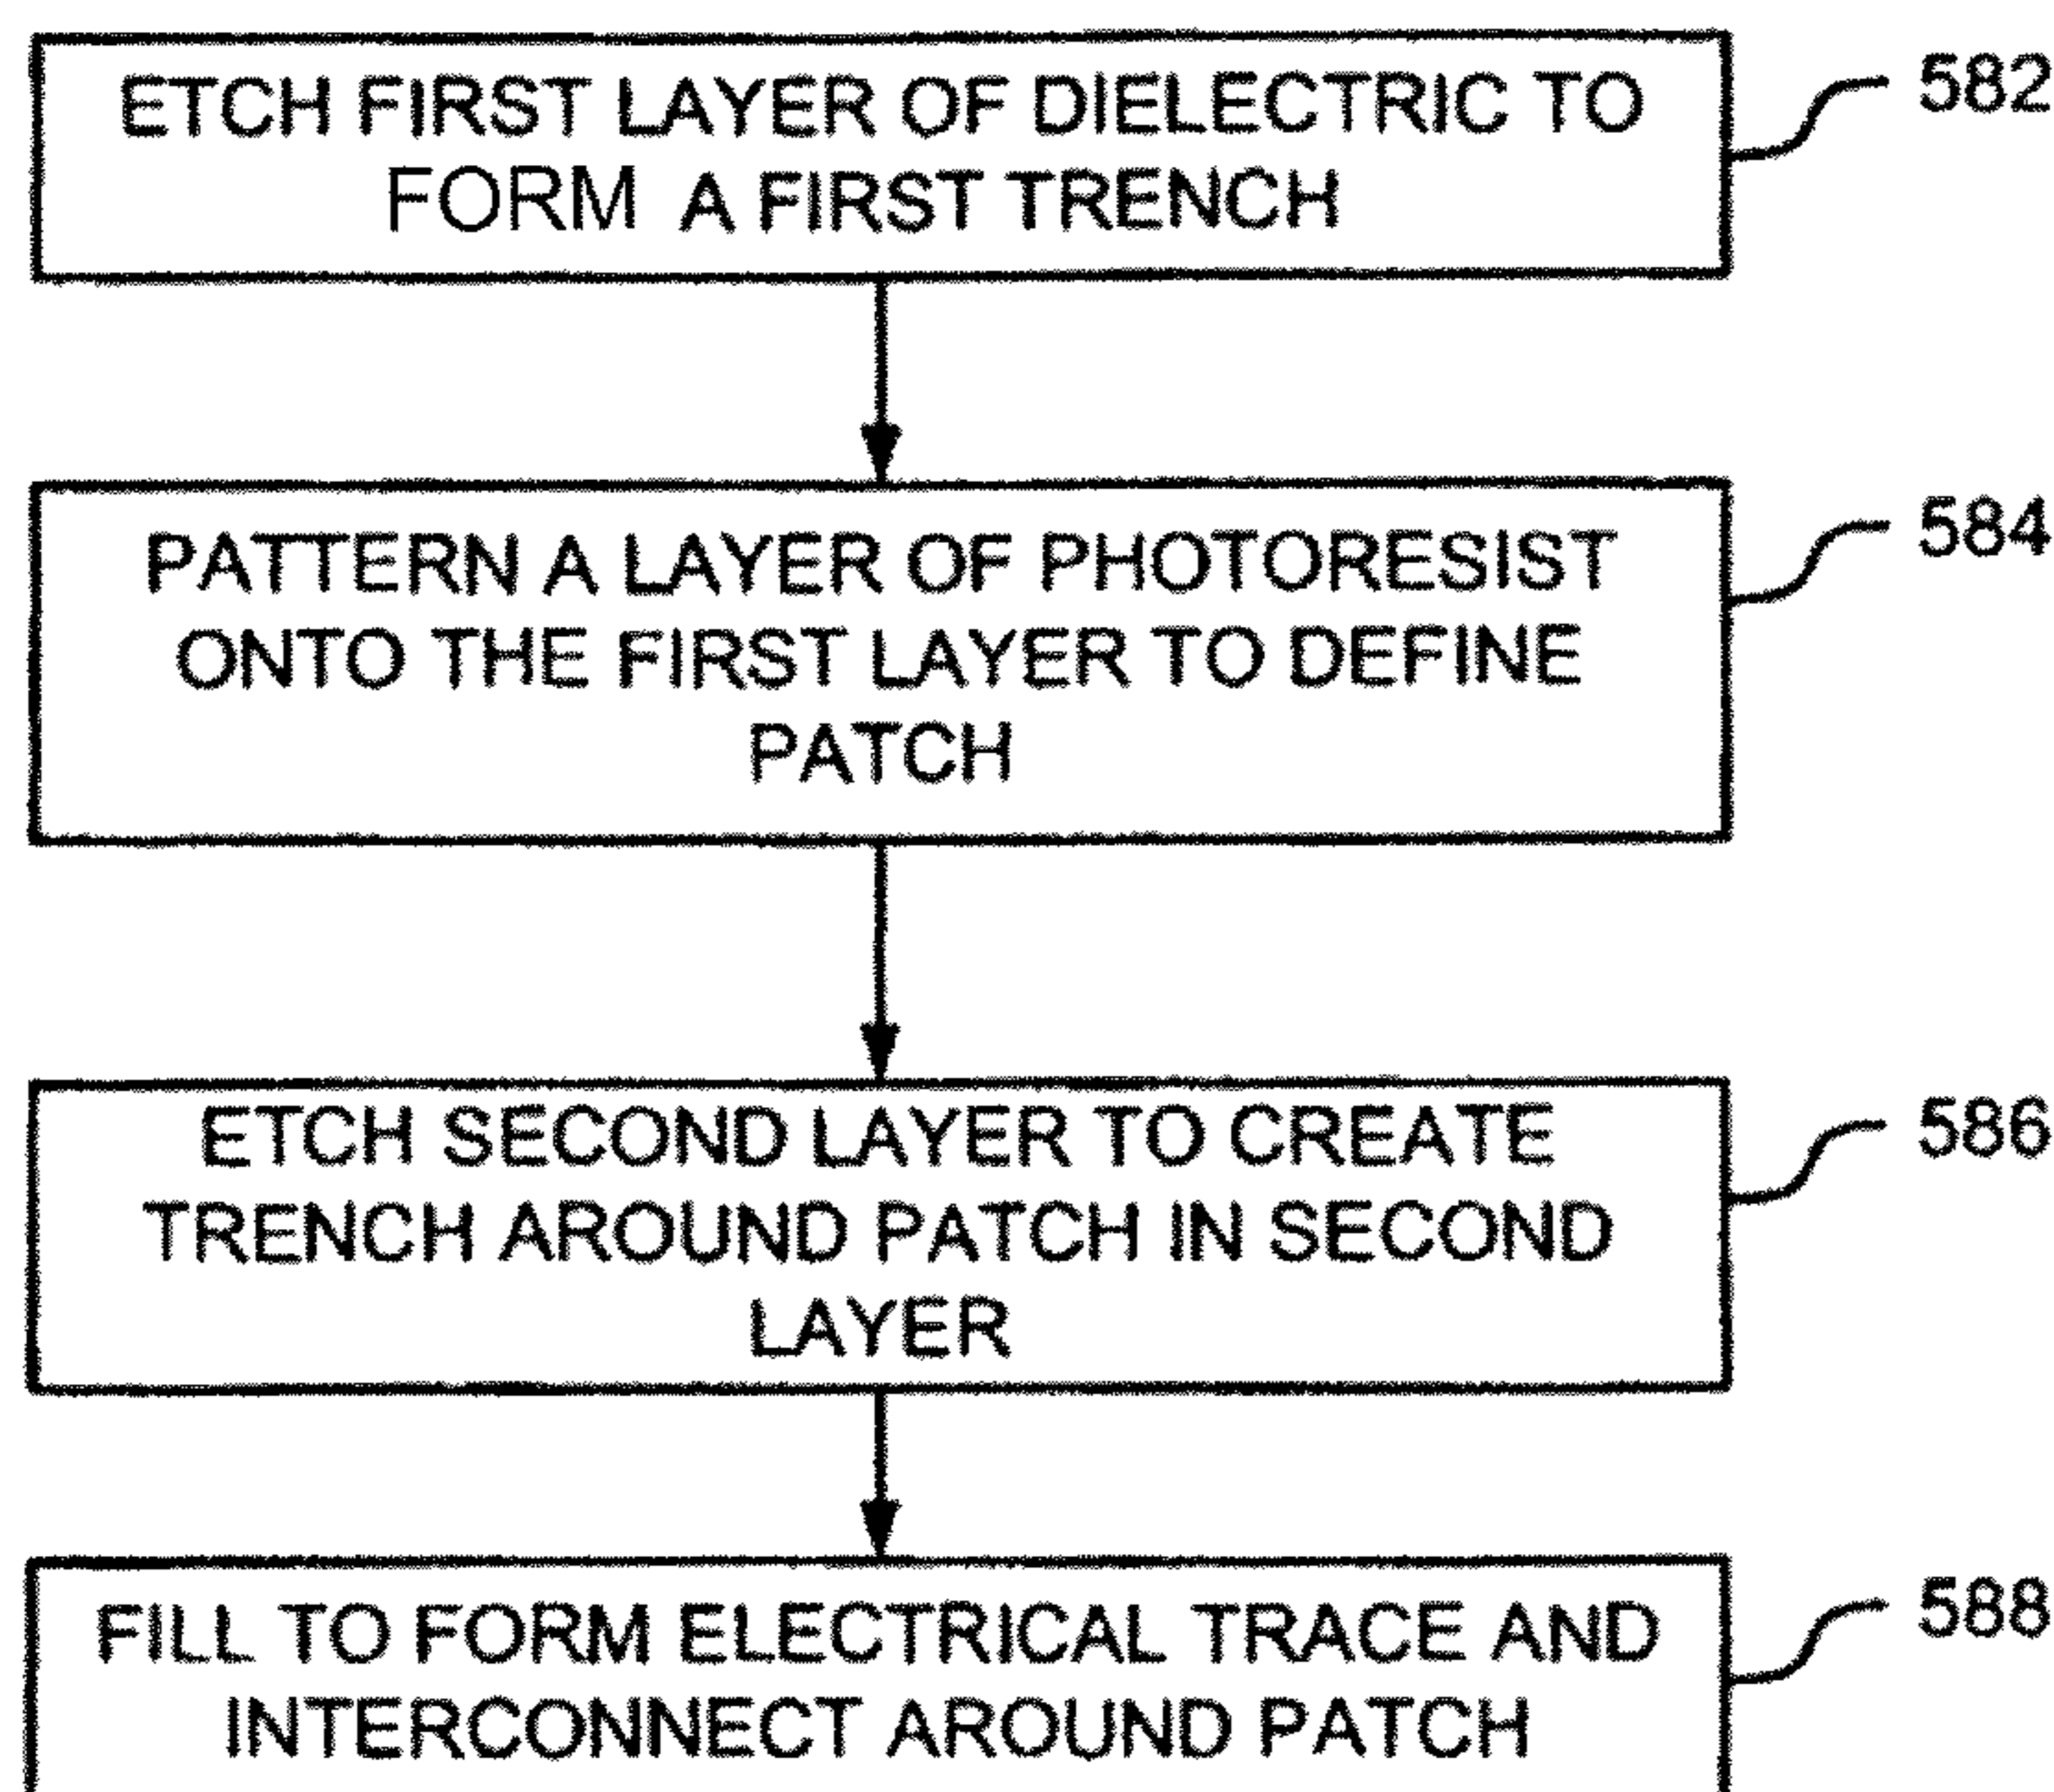 ETCH FIRST LAYER OF DIELECTRIC TO
FORM A FIRST TRENCH
582
PATTERN A LAYER OF PHOTORESIST
ONTO THE FIRST LAYER TO DEFINE
PATCH
584
ETCH SECOND LAYER TO CREATE
TRENCH AROUND PATCH IN SECOND
LAYER
586
FILL TO FORM ELECTRICAL TRACE AND
INTERCONNECT AROUND PATCH
588